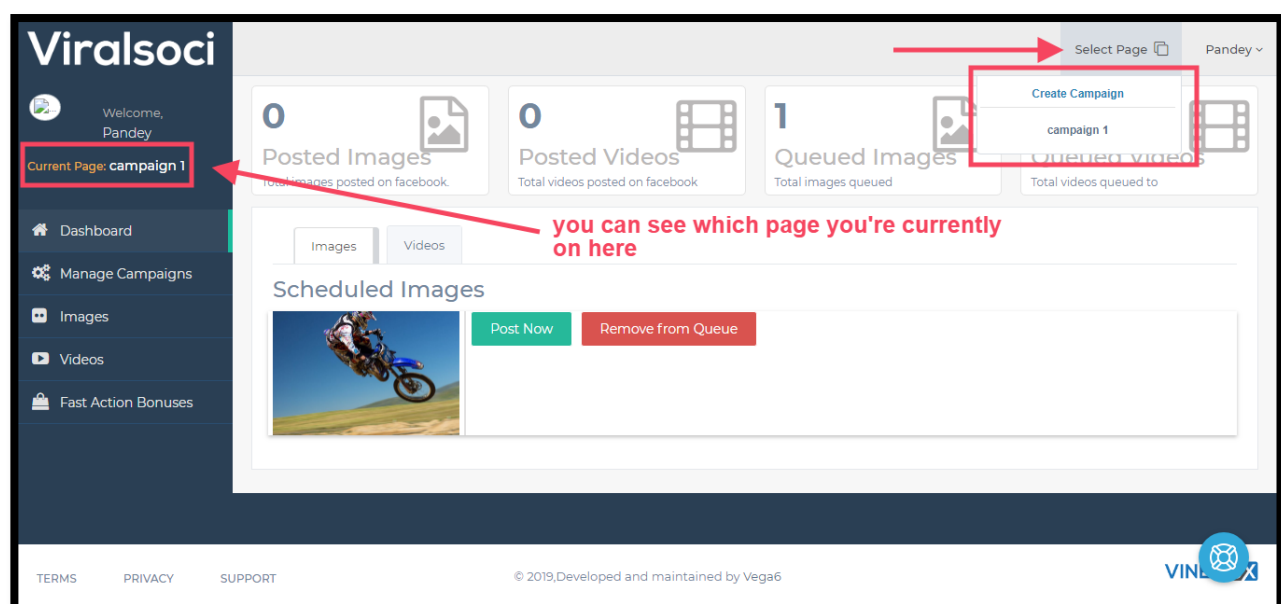 Viralsoci
Select Page
Pandey
Welcome,
Pandey
Current Page: campaign 1
Create Campaign
campaign 1
0
Posted Images
Total images posted on facebook.
0
Posted Videos
Total videos posted on facebook
1
Queued Images
Total images queued
Queued Videos
Total videos queued to
you can see which page you're currently
on here
Dashboard
Manage Campaigns
Images
Videos
Fast Action Bonuses
Images
Videos
Scheduled Images
Post Now
Remove from Queue
TERMS
PRIVACY
SUPPORT
© 2019,Developed and maintained by Vega6